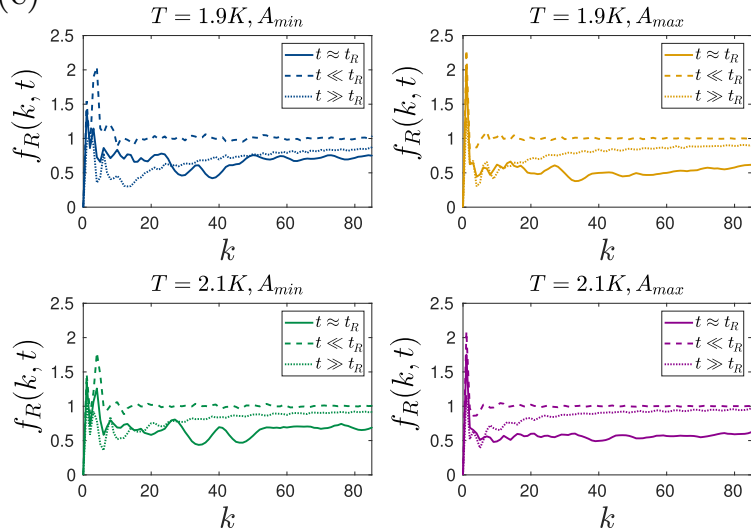 T = 1.9K, A_min
f_R(k, t)
2.5
2
1.5
1
0.5
0
t ≈ t_R
t ≪ t_R
t ≫ t_R
0 20 40 60 80
k
T = 1.9K, A_max
f_R(k, t)
2.5
2
1.5
1
0.5
0
t ≈ t_R
t ≪ t_R
t ≫ t_R
0 20 40 60 80
k
T = 2.1K, A_min
f_R(k, t)
2.5
2
1.5
1
0.5
0
t ≈ t_R
t ≪ t_R
t ≫ t_R
0 20 40 60 80
k
T = 2.1K, A_max
f_R(k, t)
2.5
2
1.5
1
0.5
0
t ≈ t_R
t ≪ t_R
t ≫ t_R
0 20 40 60 80
k